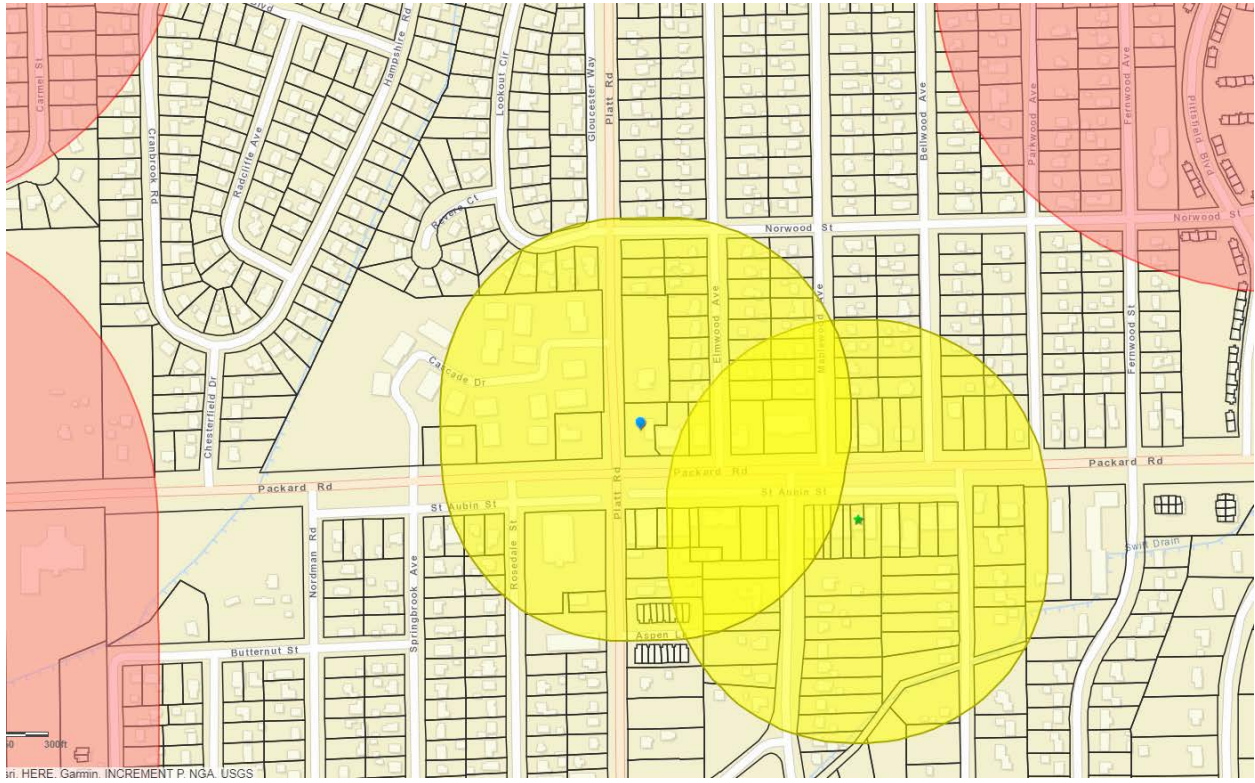 Blvd
Carmel St
Cranbrook Rd
Radcliffe Ave
Hampshire Rd
Lookout Cir
Revere Ct
Gloucester Way
Platt Rd
Bellwood Ave
Parkwood Ave
Fernwood Ave
Pittsfield Blvd
Norwood St
Norwood St
Elmwood Ave
Maplewood Ave
Fernwood St
Chesterfield Dr
Cascade Dr
Packard Rd
Packard Rd
Packard Rd
St Aubin St
St Aubin St
Platt Rd
Nordman Rd
Springbrook Ave
Rosedale St
Swift Drain
Aspen
Butternut St
300ft
HERE, Garmin, INCREMENT P, NGA, USGS